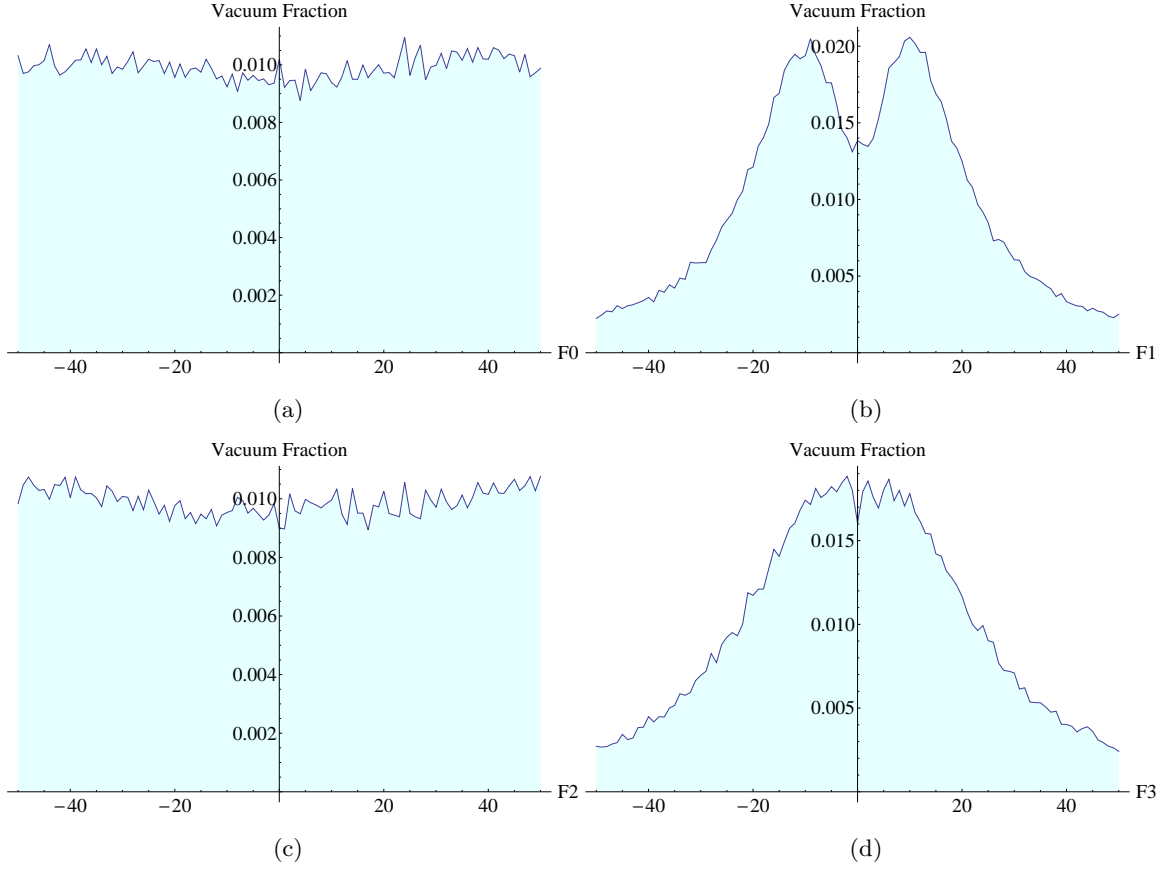 Vacuum Fraction
0.010
0.008
0.006
0.004
0.002
−40 −20 20 40 F0
(a)
Vacuum Fraction
0.020
0.015
0.010
0.005
−40 −20 20 40 F1
(b)
Vacuum Fraction
0.010
0.008
0.006
0.004
0.002
−40 −20 20 40 F2
(c)
Vacuum Fraction
0.015
0.010
0.005
−40 −20 20 40 F3
(d)